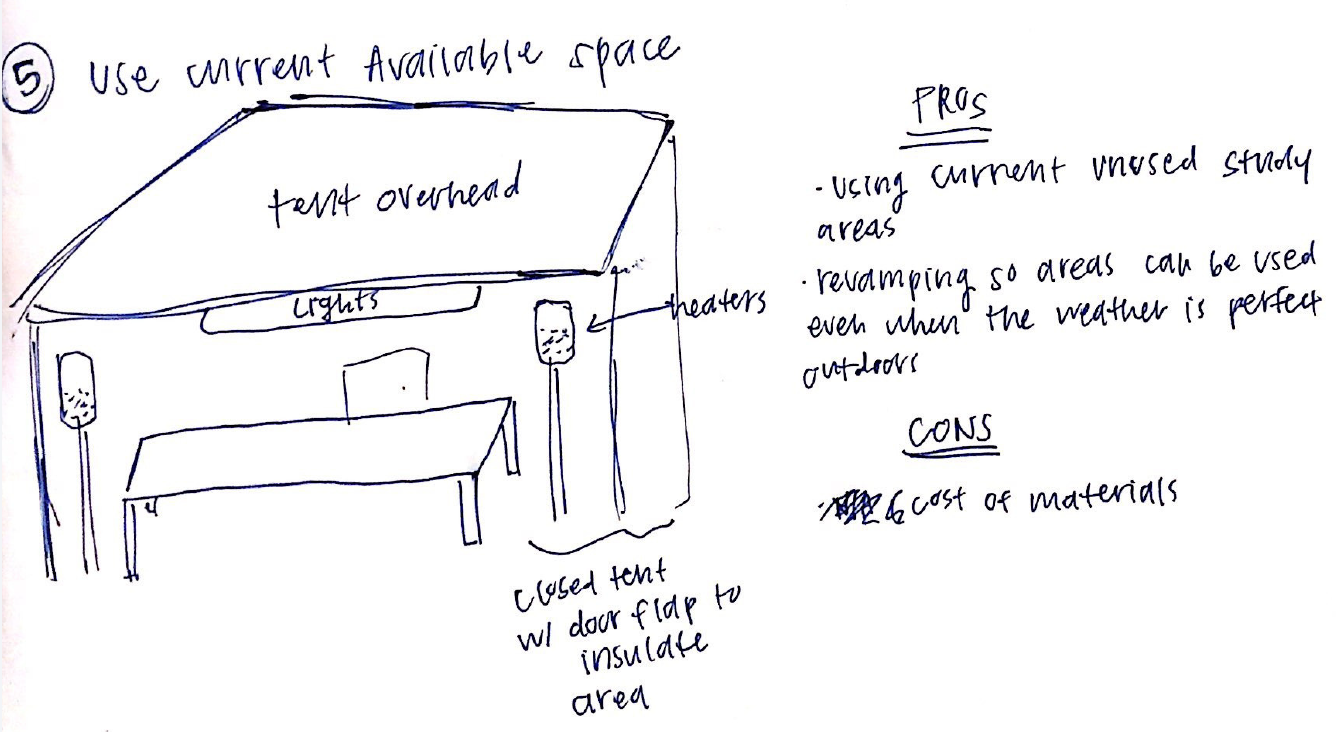 5 Use current Available space
tent overhead
Lights
heaters
closed tent
w/ door flap to
insulate
area
PROS
· Using current unused study
areas
· revamping so areas can be used
even when the weather is perfect
outdoors
CONS
cost of materials